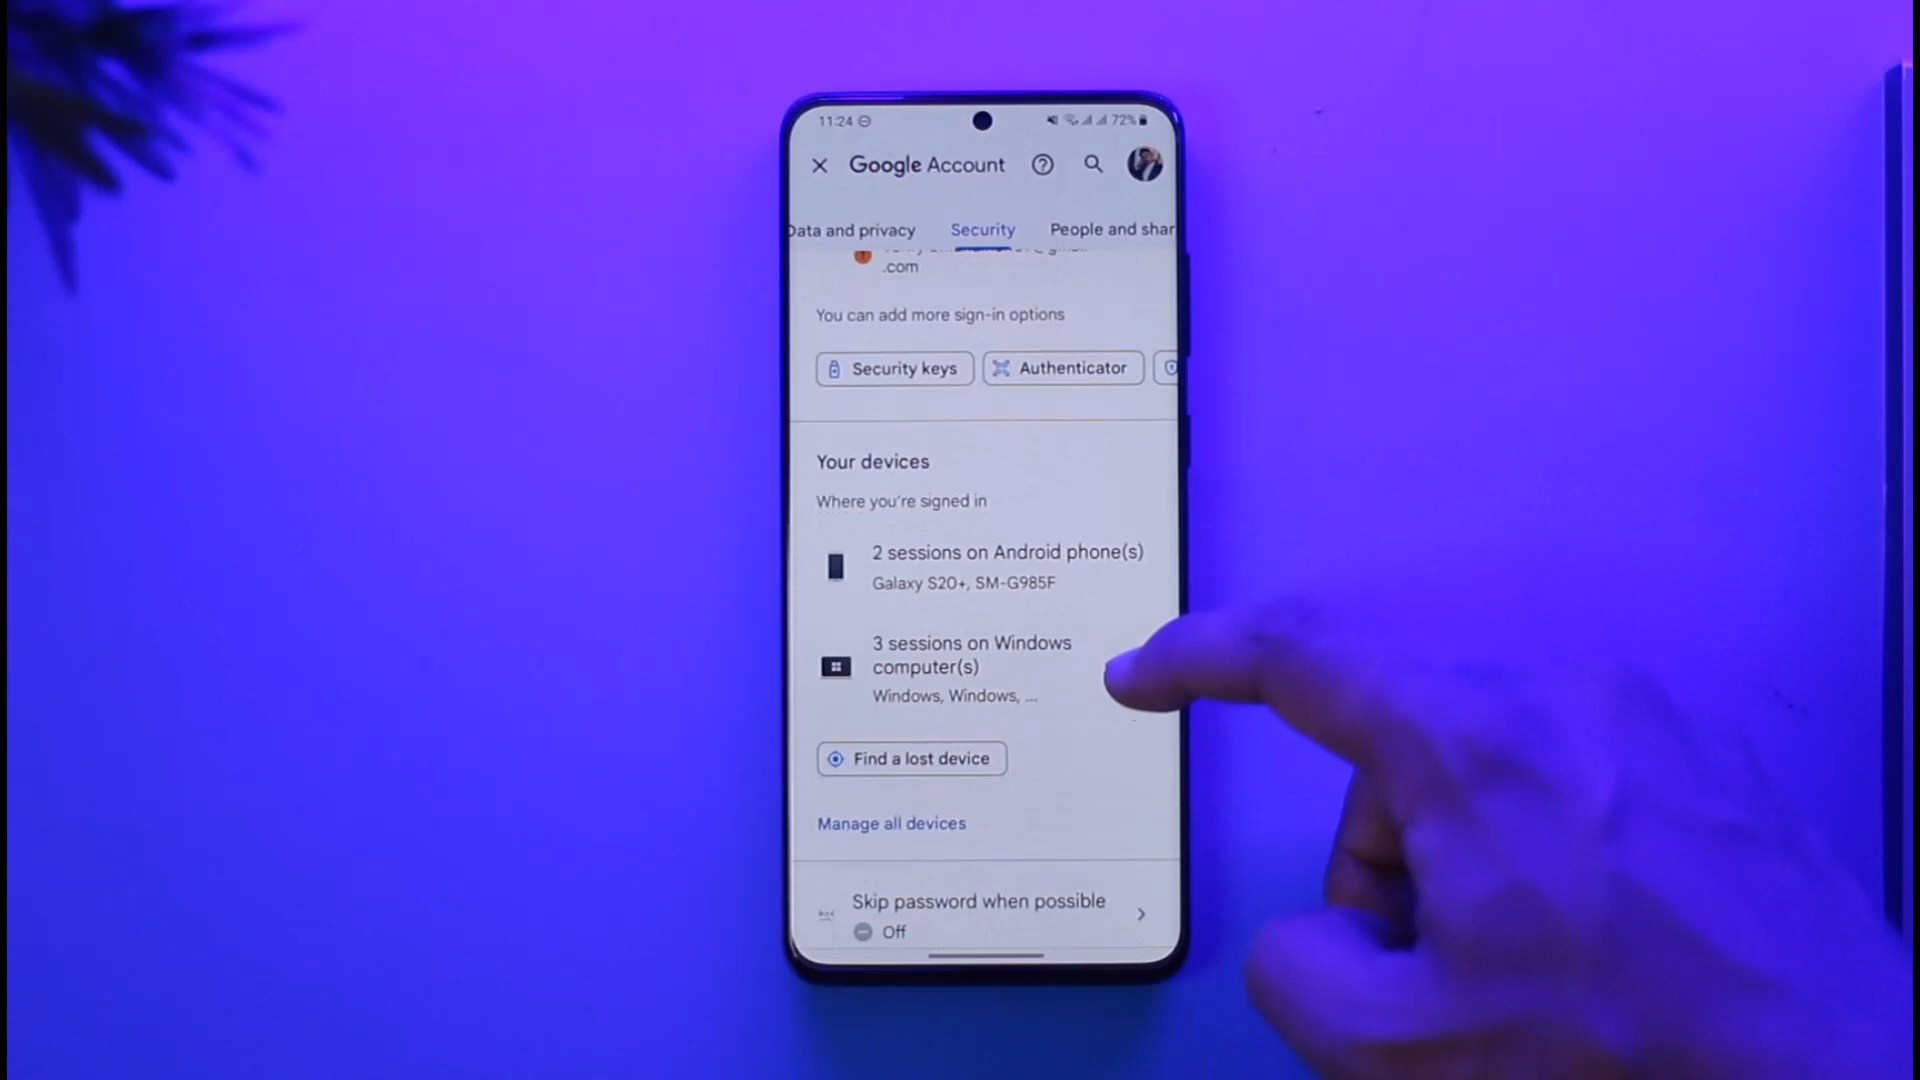 11:24
72%
Google Account
Data and privacy
Security
People and shar
.com
You can add more sign-in options
Security keys
Authenticator
Your devices
Where you're signed in
2 sessions on Android phone(s)
Galaxy S20+, SM-G985F
3 sessions on Windows
computer(s)
Windows, Windows, ...
Find a lost device
Manage all devices
Skip password when possible
Off